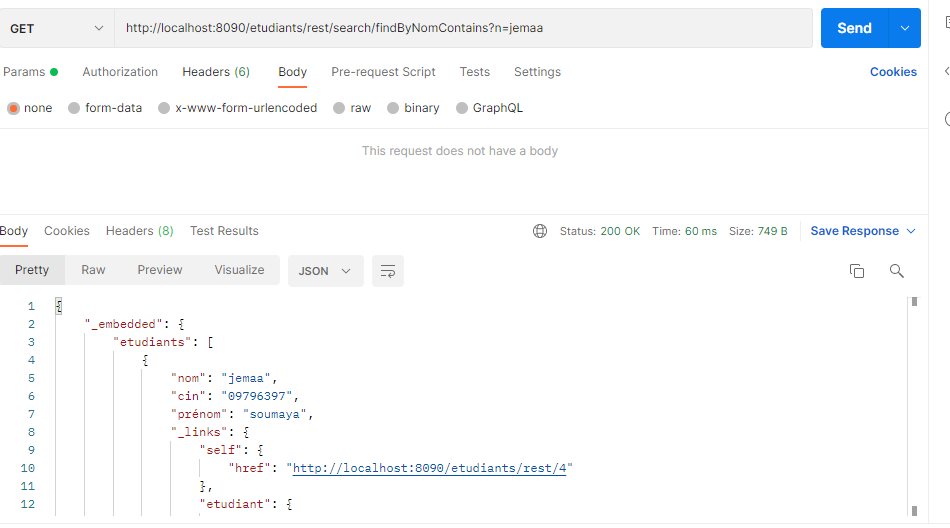 GET http://localhost:8090/etudiants/rest/search/findByNomContains?n=jemaa Send
Params Authorization Headers (6) Body Pre-request Script Tests Settings Cookies
none form-data x-www-form-urlencoded raw binary GraphQL
This request does not have a body
Body Cookies Headers (8) Test Results Status: 200 OK Time: 60 ms Size: 749 B Save Response
Pretty Raw Preview Visualize JSON
1 {
2 "_embedded": {
3 "etudiants": [
4 {
5 "nom": "jemaa",
6 "cin": "09796397",
7 "prénom": "soumaya",
8 "_links": {
9 "self": {
10 "href": "http://localhost:8090/etudiants/rest/4"
11 },
12 "etudiant": {